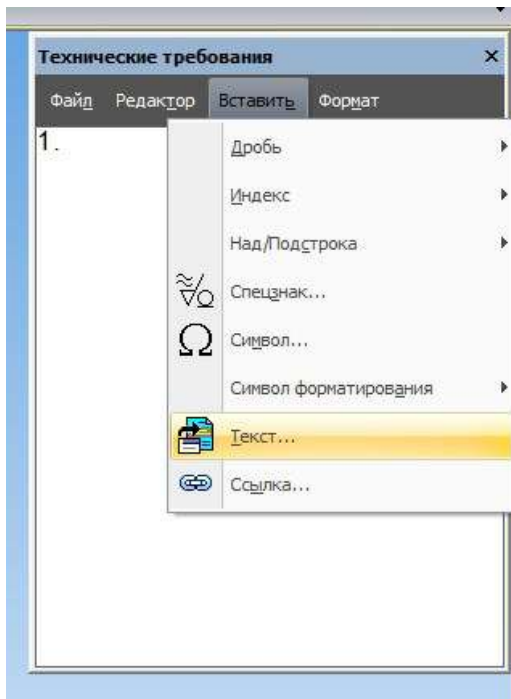 Технические требования
Файл Редактор Вставить Формат
1.
Дробь
Индекс
Над/Подстрока
Спецзнак...
Символ...
Символ форматирования
Текст...
Ссылка...